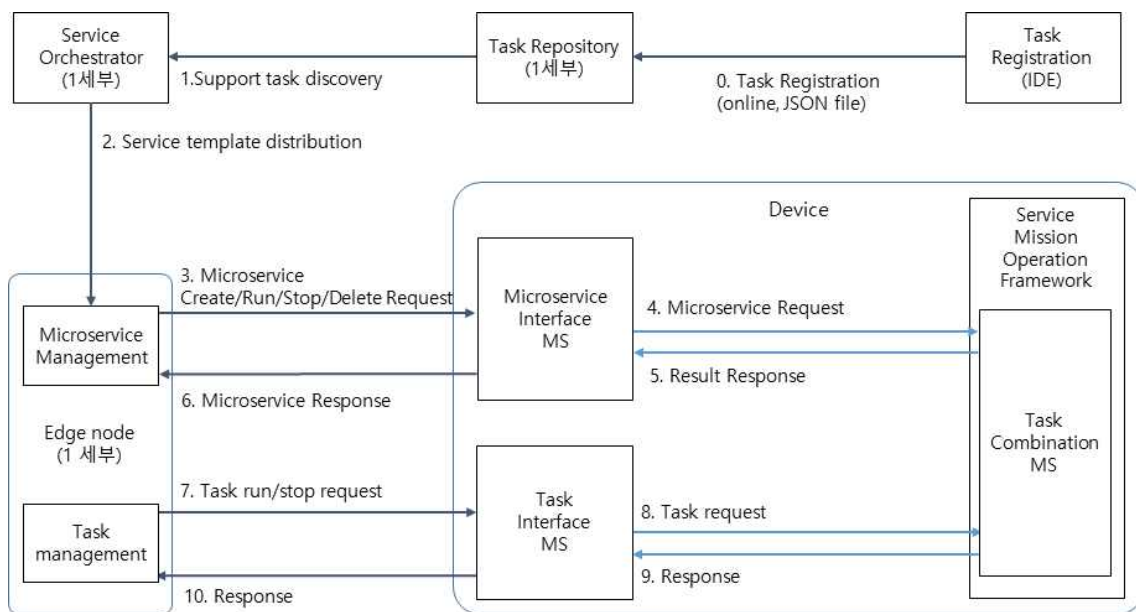 Service
Orchestrator
(1세부)
Task Repository
(1세부)
Task
Registration
(IDE)
1.Support task discovery
0. Task Registration
(online, JSON file)
2. Service template distribution
Device
Service
Mission
Operation
Framework
3. Microservice
Create/Run/Stop/Delete Request
Microservice
Management
Microservice
Interface
MS
4. Microservice Request
5. Result Response
6. Microservice Response
Edge node
(1 세부)
Task
Combination
MS
7. Task run/stop request
Task
management
Task
Interface
MS
8. Task request
9. Response
10. Response